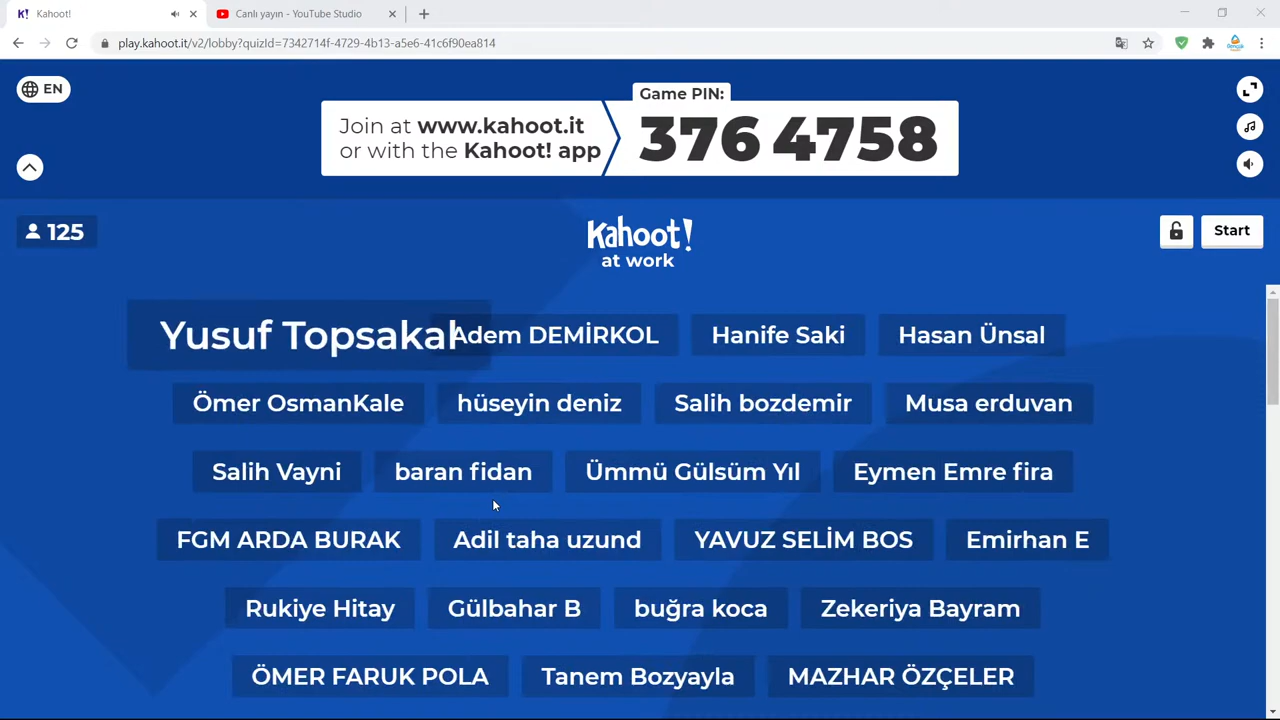 Kahoot!
Canlı yayın - YouTube Studio
play.kahoot.it/v2/lobby?quizId=7342714f-4729-4b13-a5e6-41c6f90ea814
EN
Join at www.kahoot.it
or with the Kahoot! app
Game PIN:
376 4758
125
Kahoot!
at work
Start
Yusuf Topsakal Adem DEMİRKOL Hanife Saki Hasan Ünsal
Ömer OsmanKale hüseyin deniz Salih bozdemir Musa erduvan
Salih Vayni baran fidan Ümmü Gülsüm Yıl Eymen Emre fira
FGM ARDA BURAK Adil taha uzund YAVUZ SELİM BOS Emirhan E
Rukiye Hitay Gülbahar B buğra koca Zekeriya Bayram
ÖMER FARUK POLA Tanem Bozyayla MAZHAR ÖZÇELER